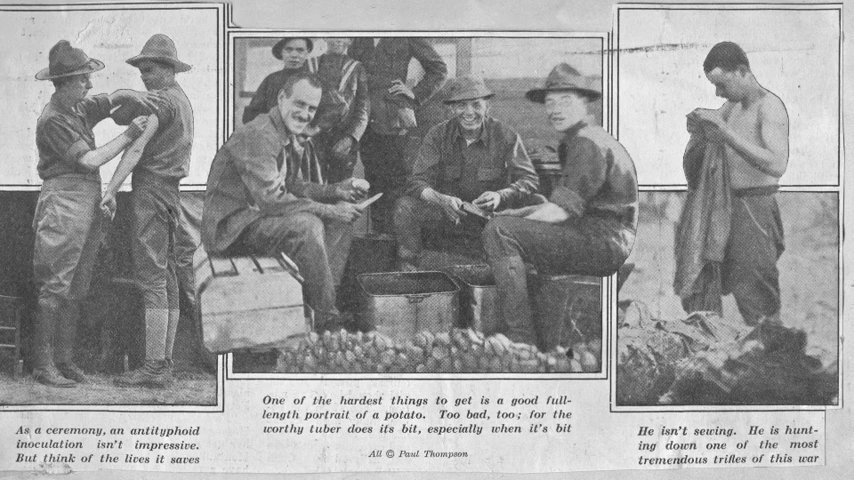 As a ceremony, an antityphoid
inoculation isn't impressive.
But think of the lives it saves
One of the hardest things to get is a good full-
length portrait of a potato. Too bad, too; for the
worthy tuber does its bit, especially when it's bit
All © Paul Thompson
He isn't sewing. He is hunt-
ing down one of the most
tremendous trifles of this war